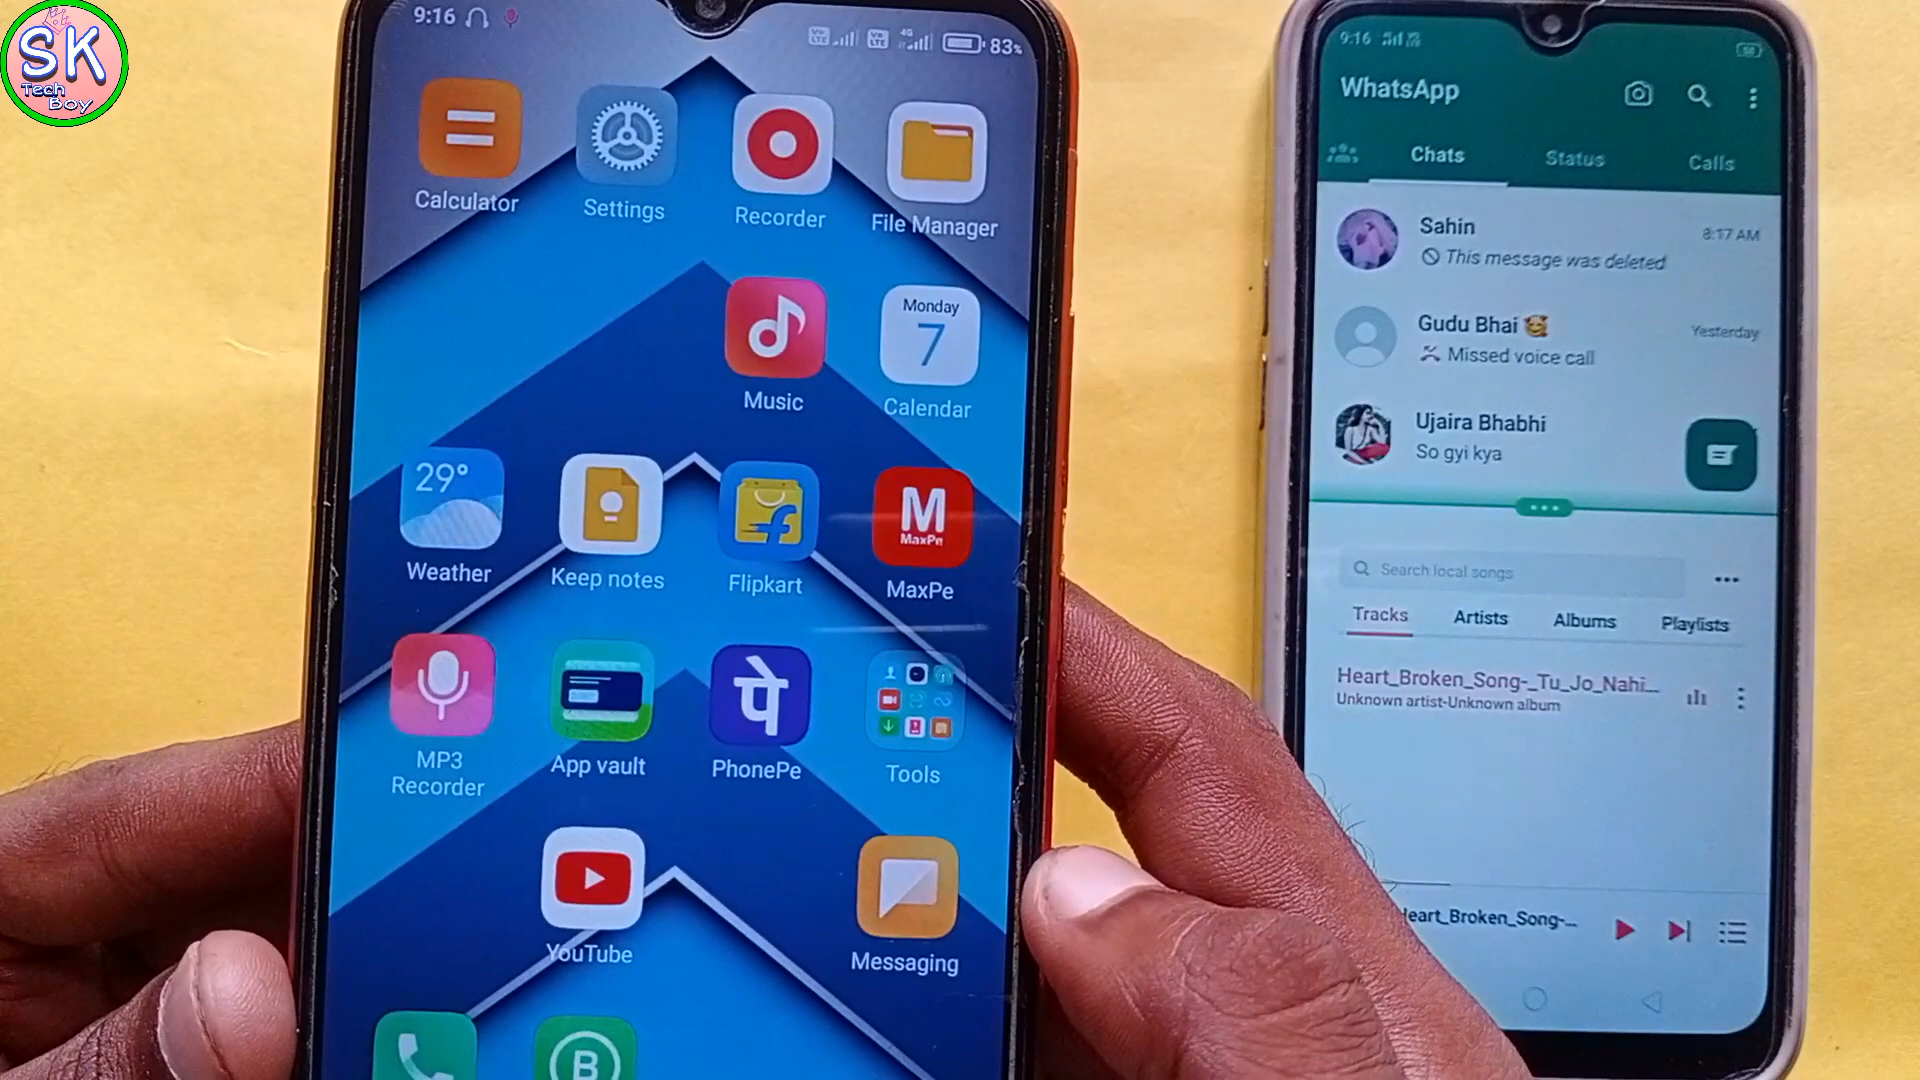 SK
Tech
Boy
9:16
4G
83%
Calculator
Settings
Recorder
File Manager
Music
Monday
7
Calendar
29°
Weather
Keep notes
Flipkart
M
MaxPe
MaxPe
MP3
Recorder
App vault
पे
PhonePe
Tools
YouTube
Messaging
B
9:16
WhatsApp
Chats
Status
Calls
Sahin
8:17 AM
This message was deleted
Gudu Bhai
Yesterday
Missed voice call
Ujaira Bhabhi
So gyi kya
Search local songs
Tracks
Artists
Albums
Playlists
Heart_Broken_Song-_Tu_Jo_Nahi_...
Unknown artist-Unknown album
Heart_Broken_Song-...